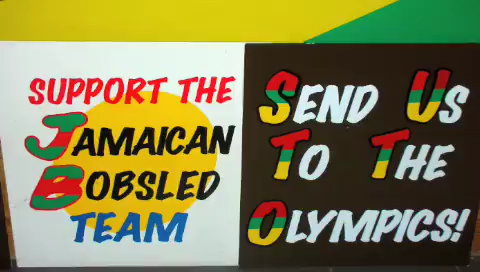 SUPPORT THE
JAMAICAN
BOBSLED
TEAM
SEND US
TO THE
OLYMPICS!